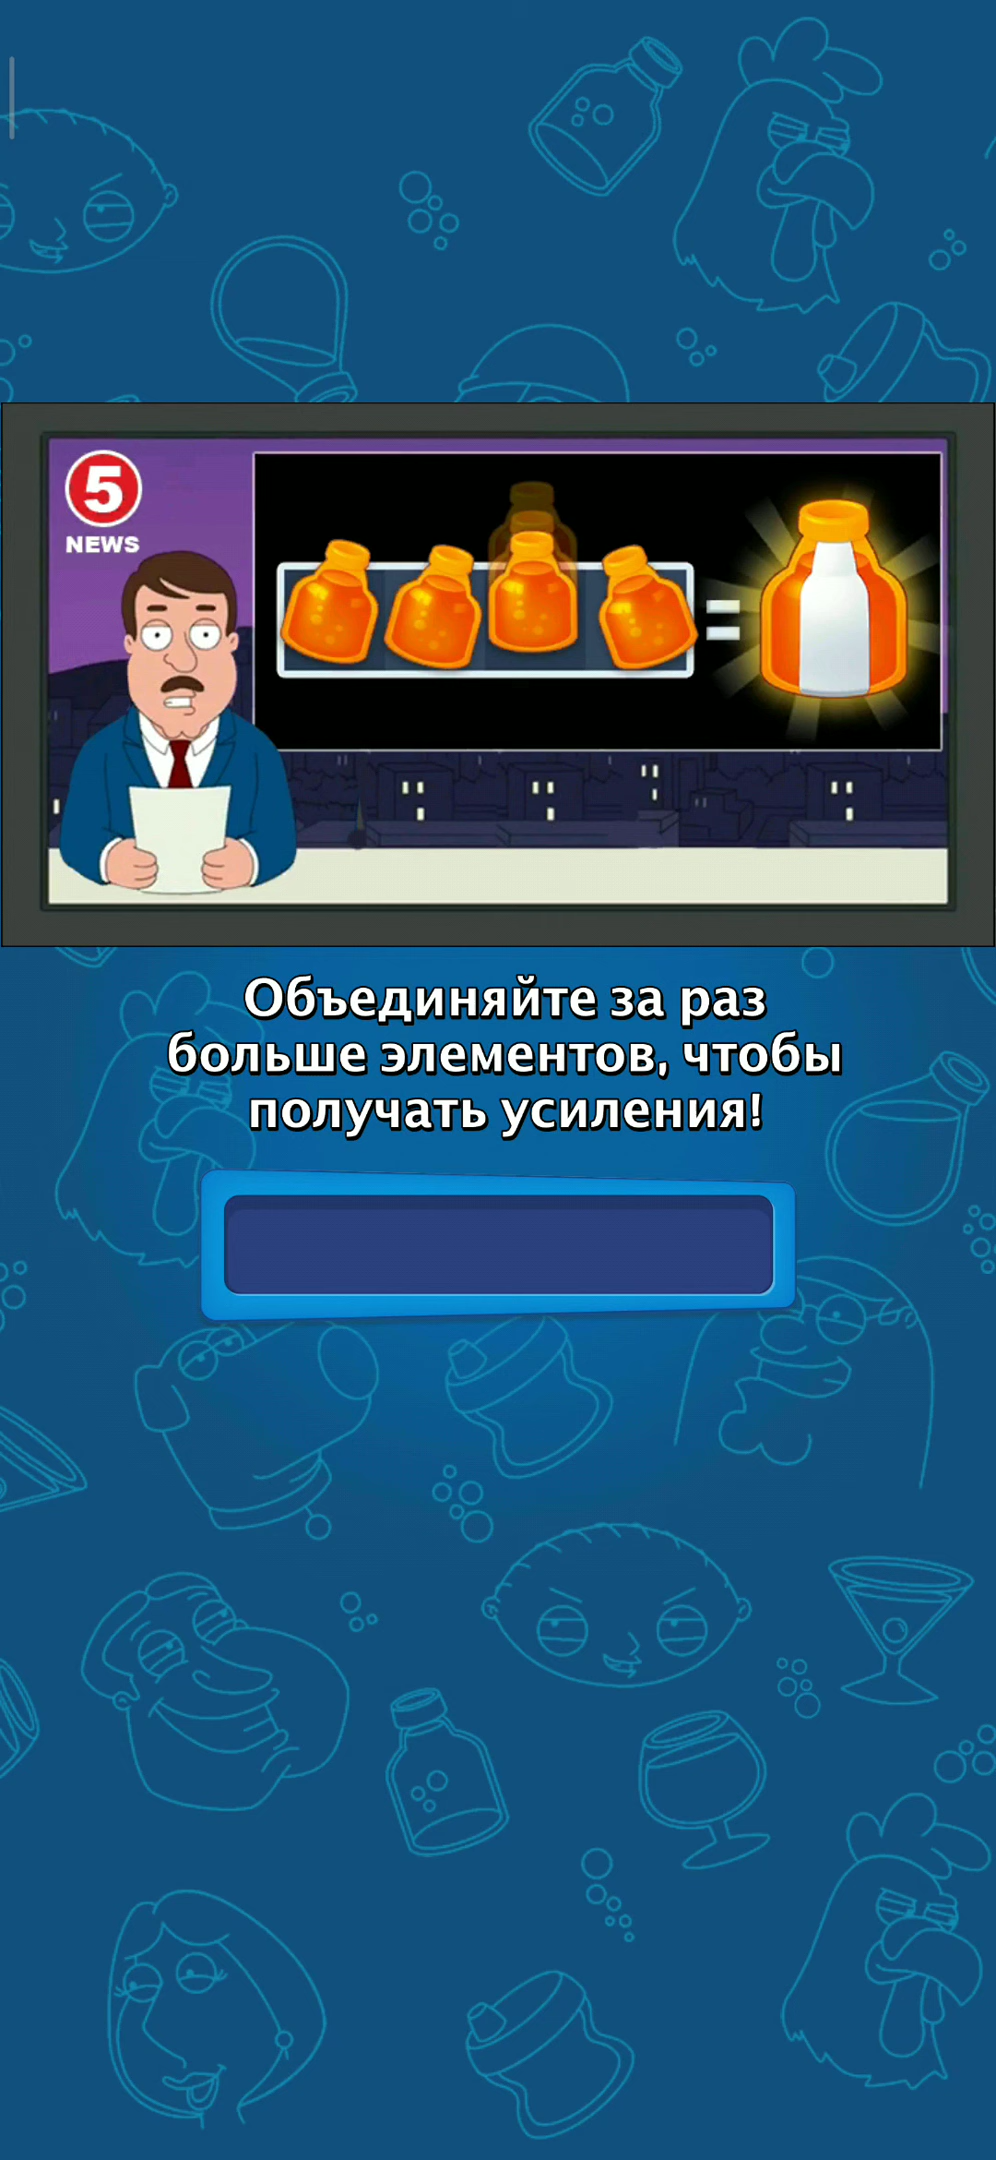 5
NEWS
Объединяйте за раз
больше элементов, чтобы
получать усиления!